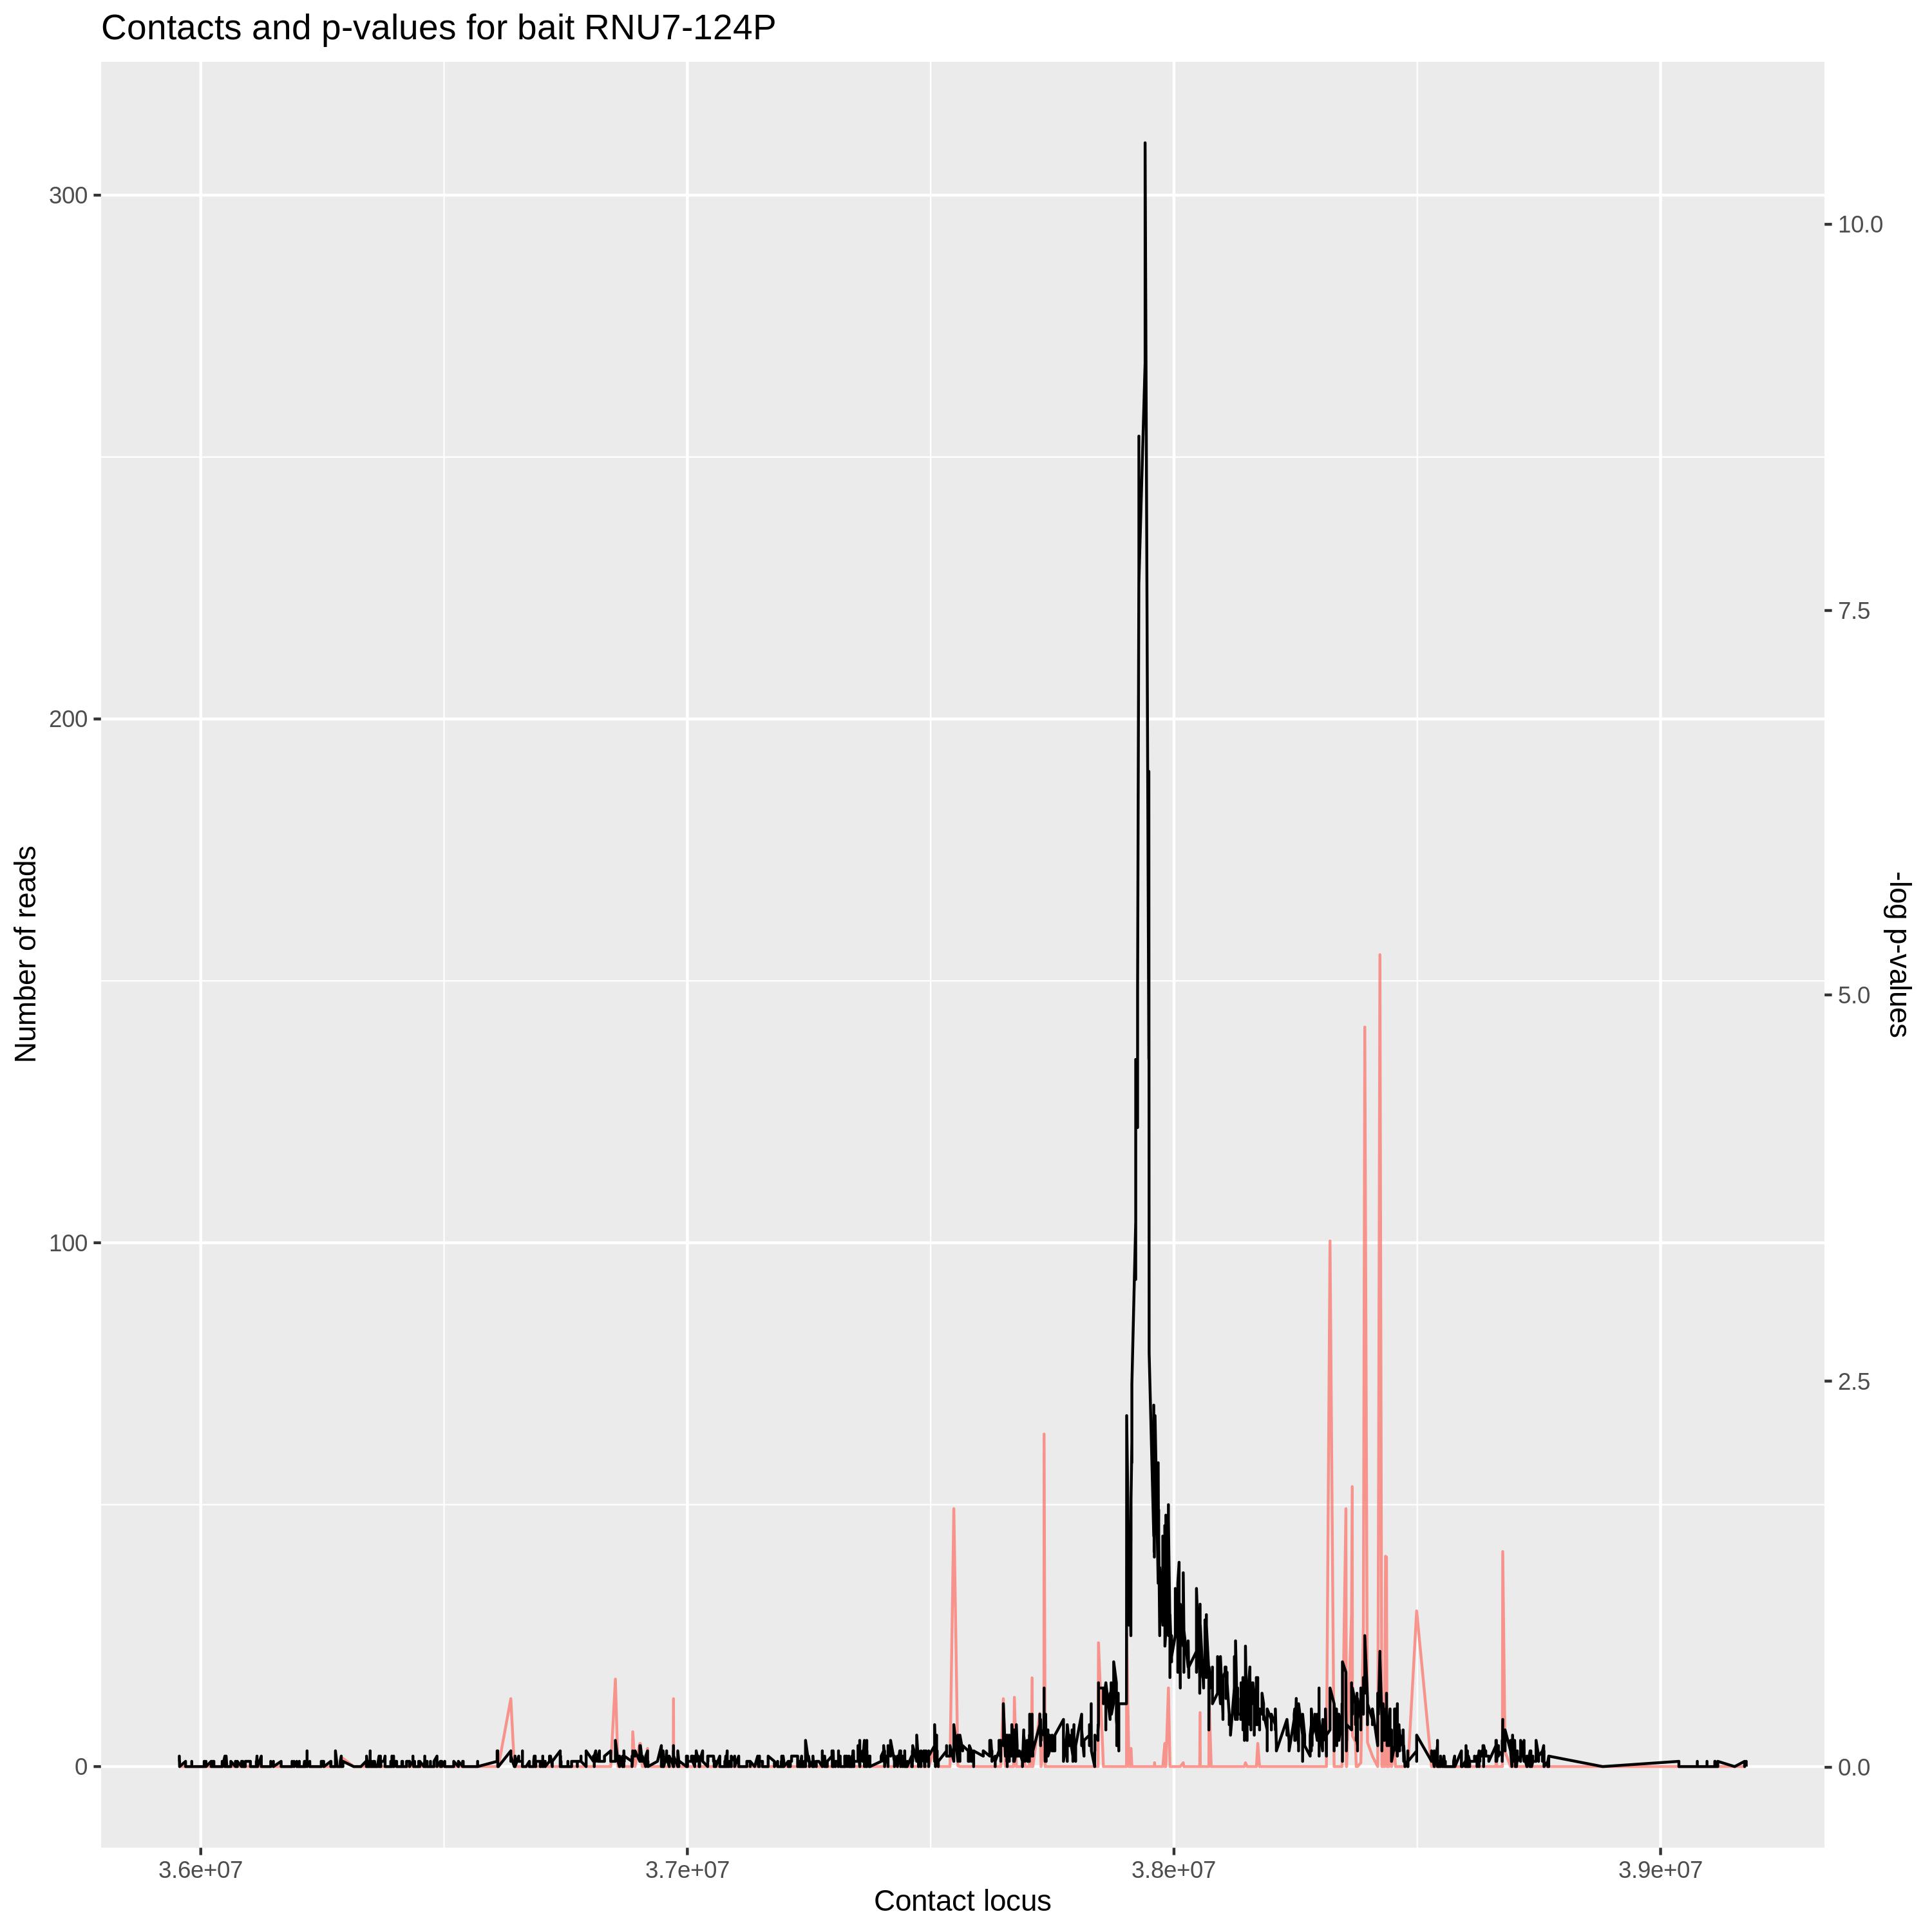 Contacts and p-values for bait RNU7-124P
300
200
100
0
Number of reads
10.0
7.5
5.0
2.5
0.0
-log p-values
3.6e+07
3.7e+07
3.8e+07
3.9e+07
Contact locus